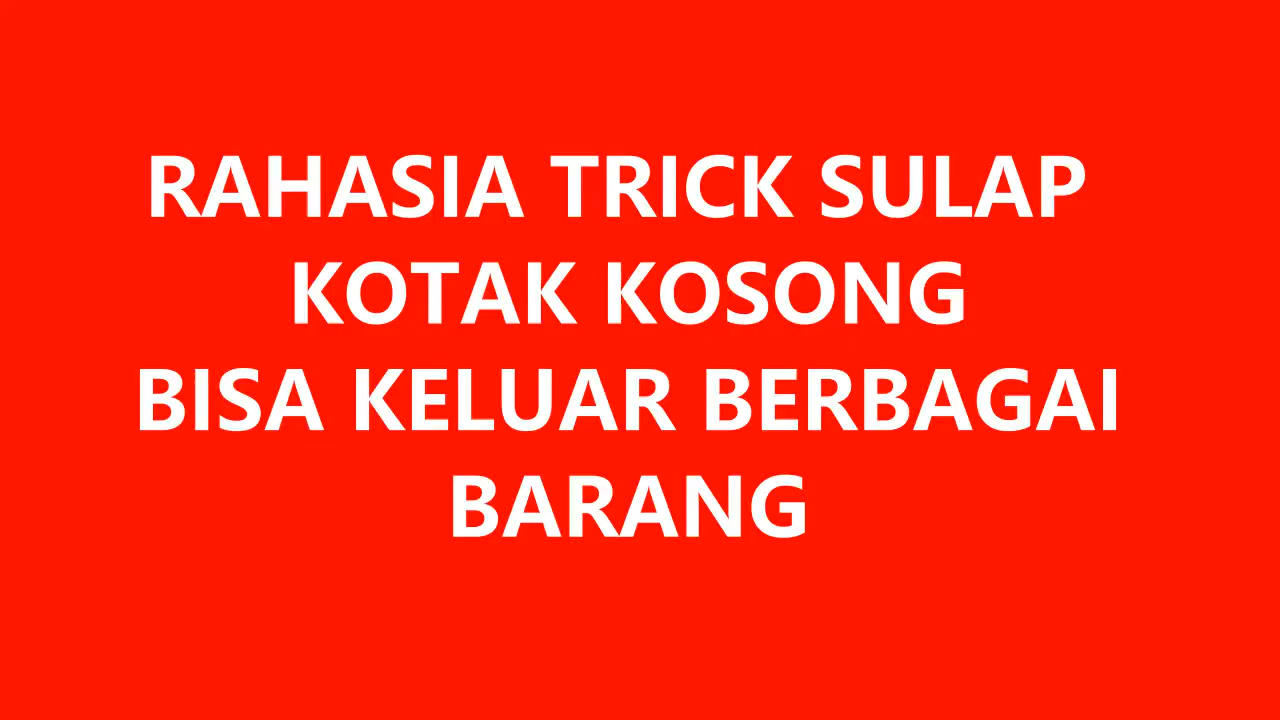 RAHASIA TRICK SULAP
KOTAK KOSONG
BISA KELUAR BERBAGAI
BARANG